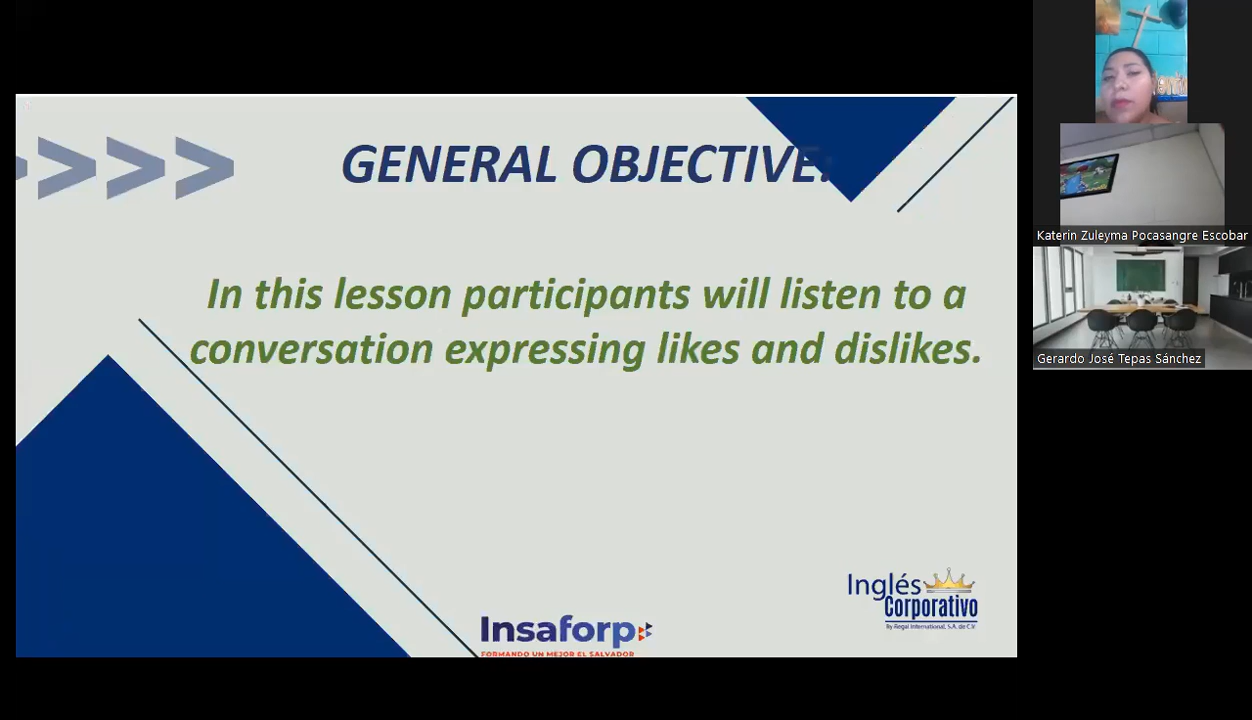 GENERAL OBJECTIVE:
In this lesson participants will listen to a
conversation expressing likes and dislikes.
Inglés
Corporativo
By Regal International, S.A. de C.V
Insaforp
FORMANDO UN MEJOR EL SALVADOR
Katerin Zuleyma Pocasangre Escobar
Gerardo José Tepas Sánchez